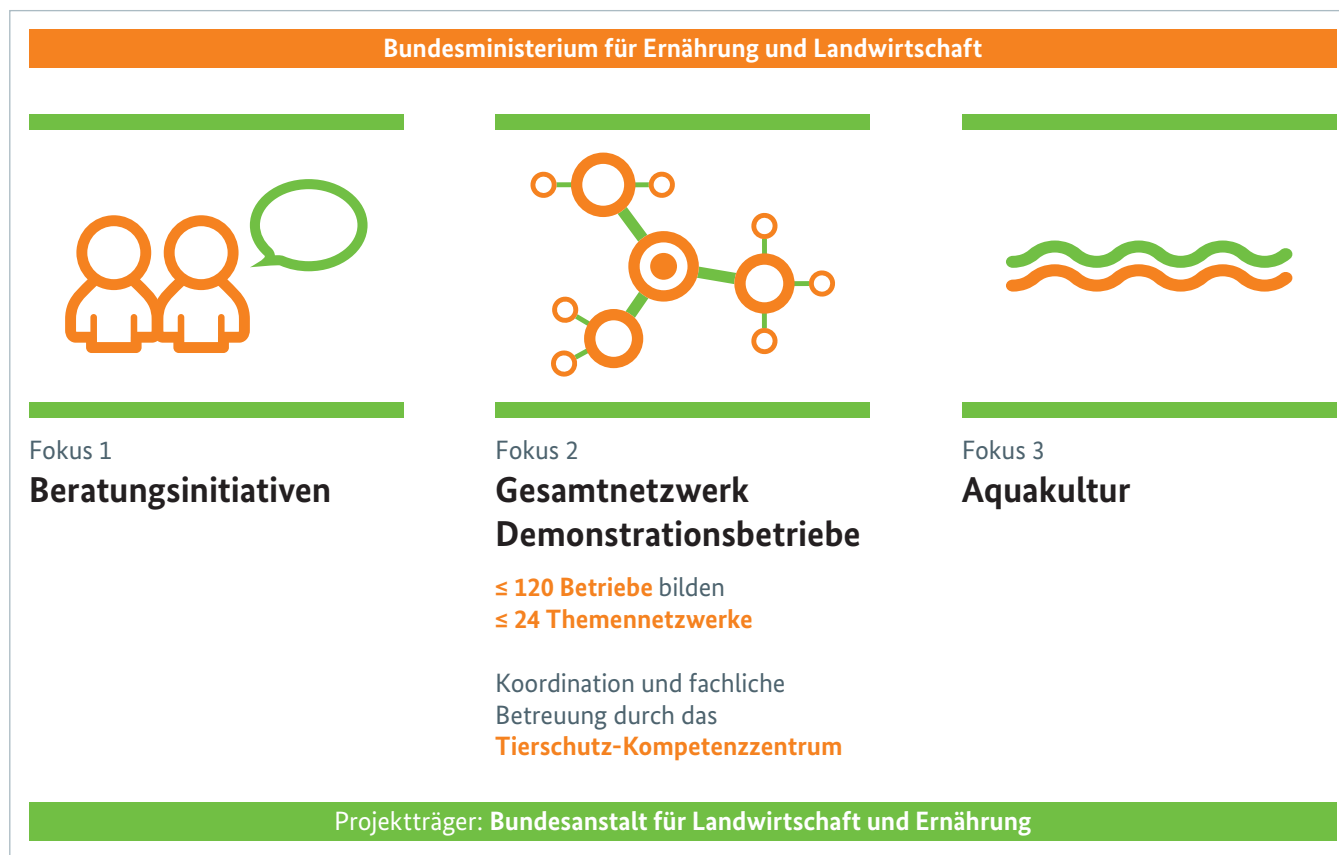 Bundesministerium für Ernährung und Landwirtschaft
Fokus 1
Beratungsinitiativen
Fokus 2
Gesamtnetzwerk
Demonstrationsbetriebe
≤ 120 Betriebe bilden
≤ 24 Themennetzwerke
Koordination und fachliche
Betreuung durch das
Tierschutz-Kompetenzzentrum
Fokus 3
Aquakultur
Projektträger: Bundesanstalt für Landwirtschaft und Ernährung